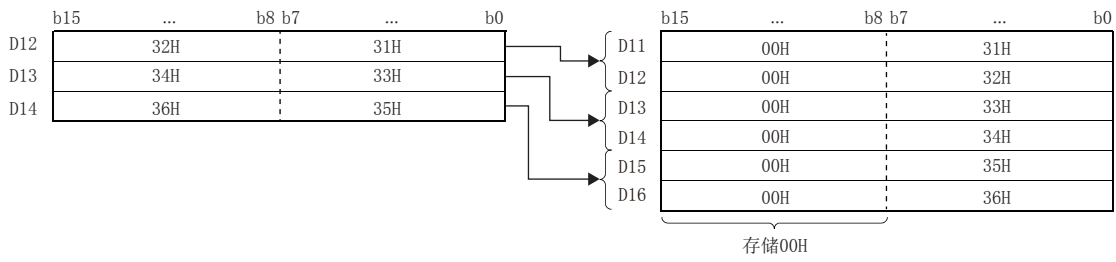 b15 ... b8 b7 ... b0
D12 32H 31H
D13 34H 33H
D14 36H 35H
b15 ... b8 b7 ... b0
D11 00H 31H
D12 00H 32H
D13 00H 33H
D14 00H 34H
D15 00H 35H
D16 00H 36H
存储00H